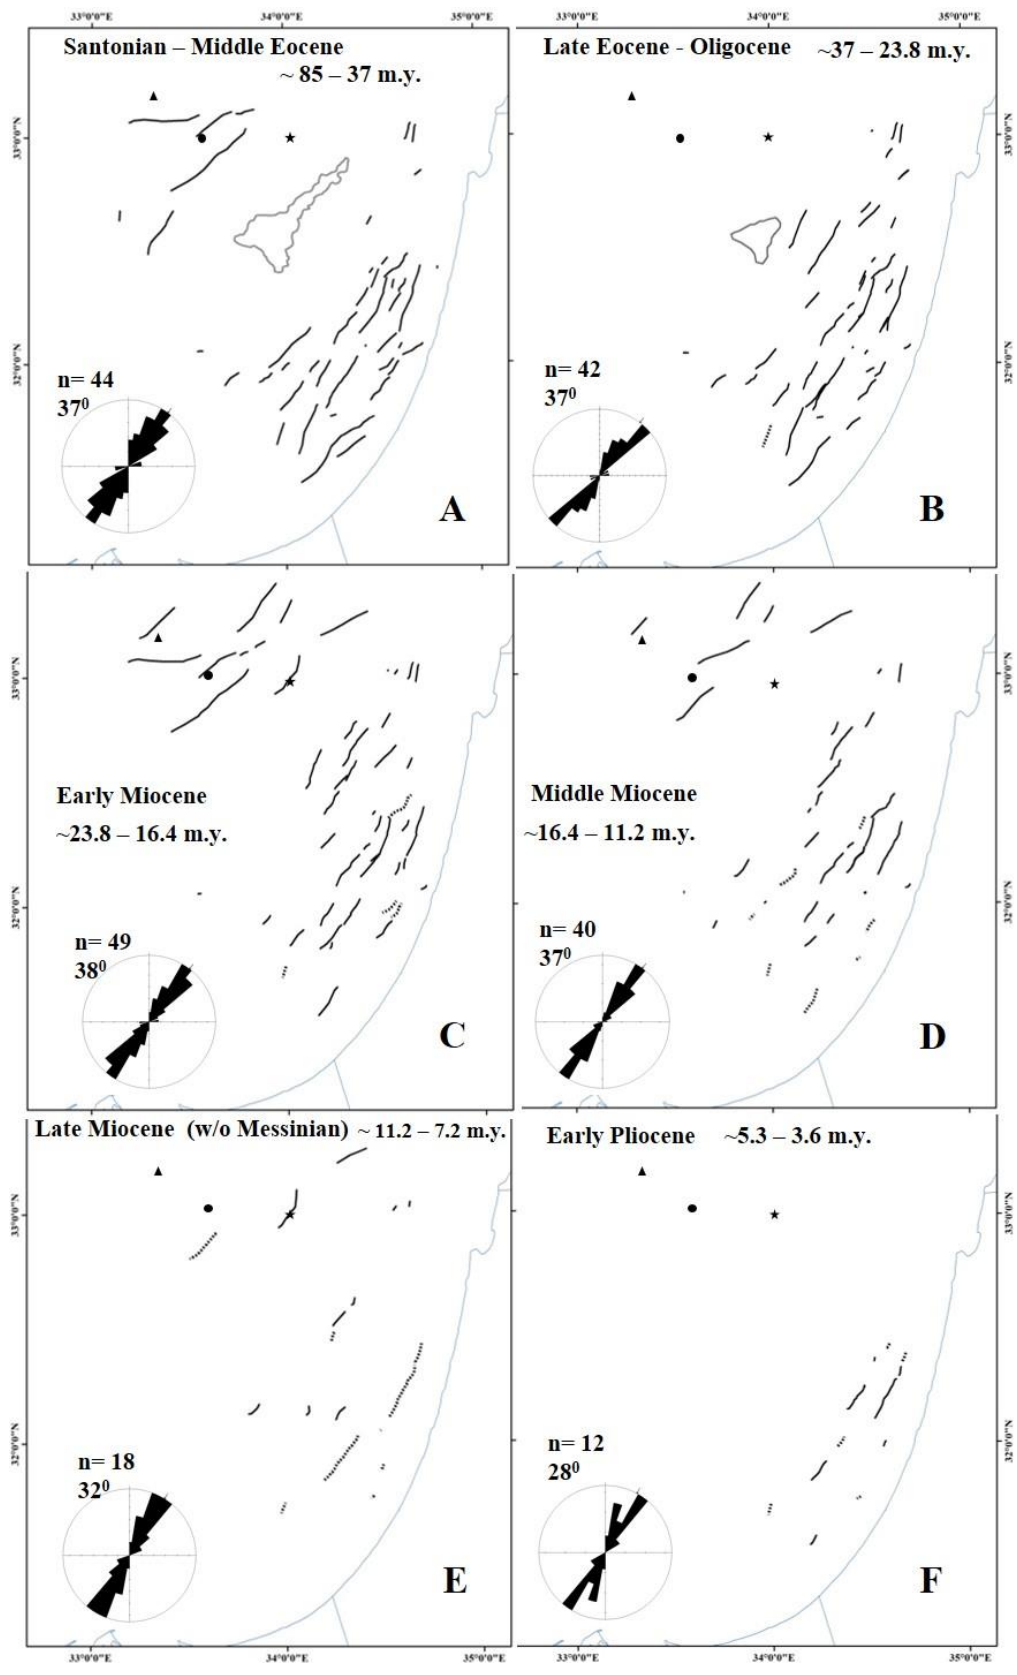 33°0'0"E 34°0'0"E 35°0'0"E 33°0'0"E 34°0'0"E 35°0'0"E
Santonian – Middle Eocene
~ 85 – 37 m.y.
33°0'0"N
32°0'0"N
n= 44
37⁰
A
Late Eocene - Oligocene ~37 – 23.8 m.y.
33°0'0"N
32°0'0"N
n= 42
37⁰
B
33°0'0"N
Early Miocene
~23.8 – 16.4 m.y.
32°0'0"N
n= 49
38⁰
C
33°0'0"N
Middle Miocene
~16.4 – 11.2 m.y.
32°0'0"N
n= 40
37⁰
D
Late Miocene (w/o Messinian) ~ 11.2 – 7.2 m.y.
33°0'0"N
32°0'0"N
n= 18
32⁰
E
Early Pliocene ~5.3 – 3.6 m.y.
33°0'0"N
32°0'0"N
n= 12
28⁰
F
33°0'0"E 34°0'0"E 35°0'0"E 33°0'0"E 34°0'0"E 35°0'0"E